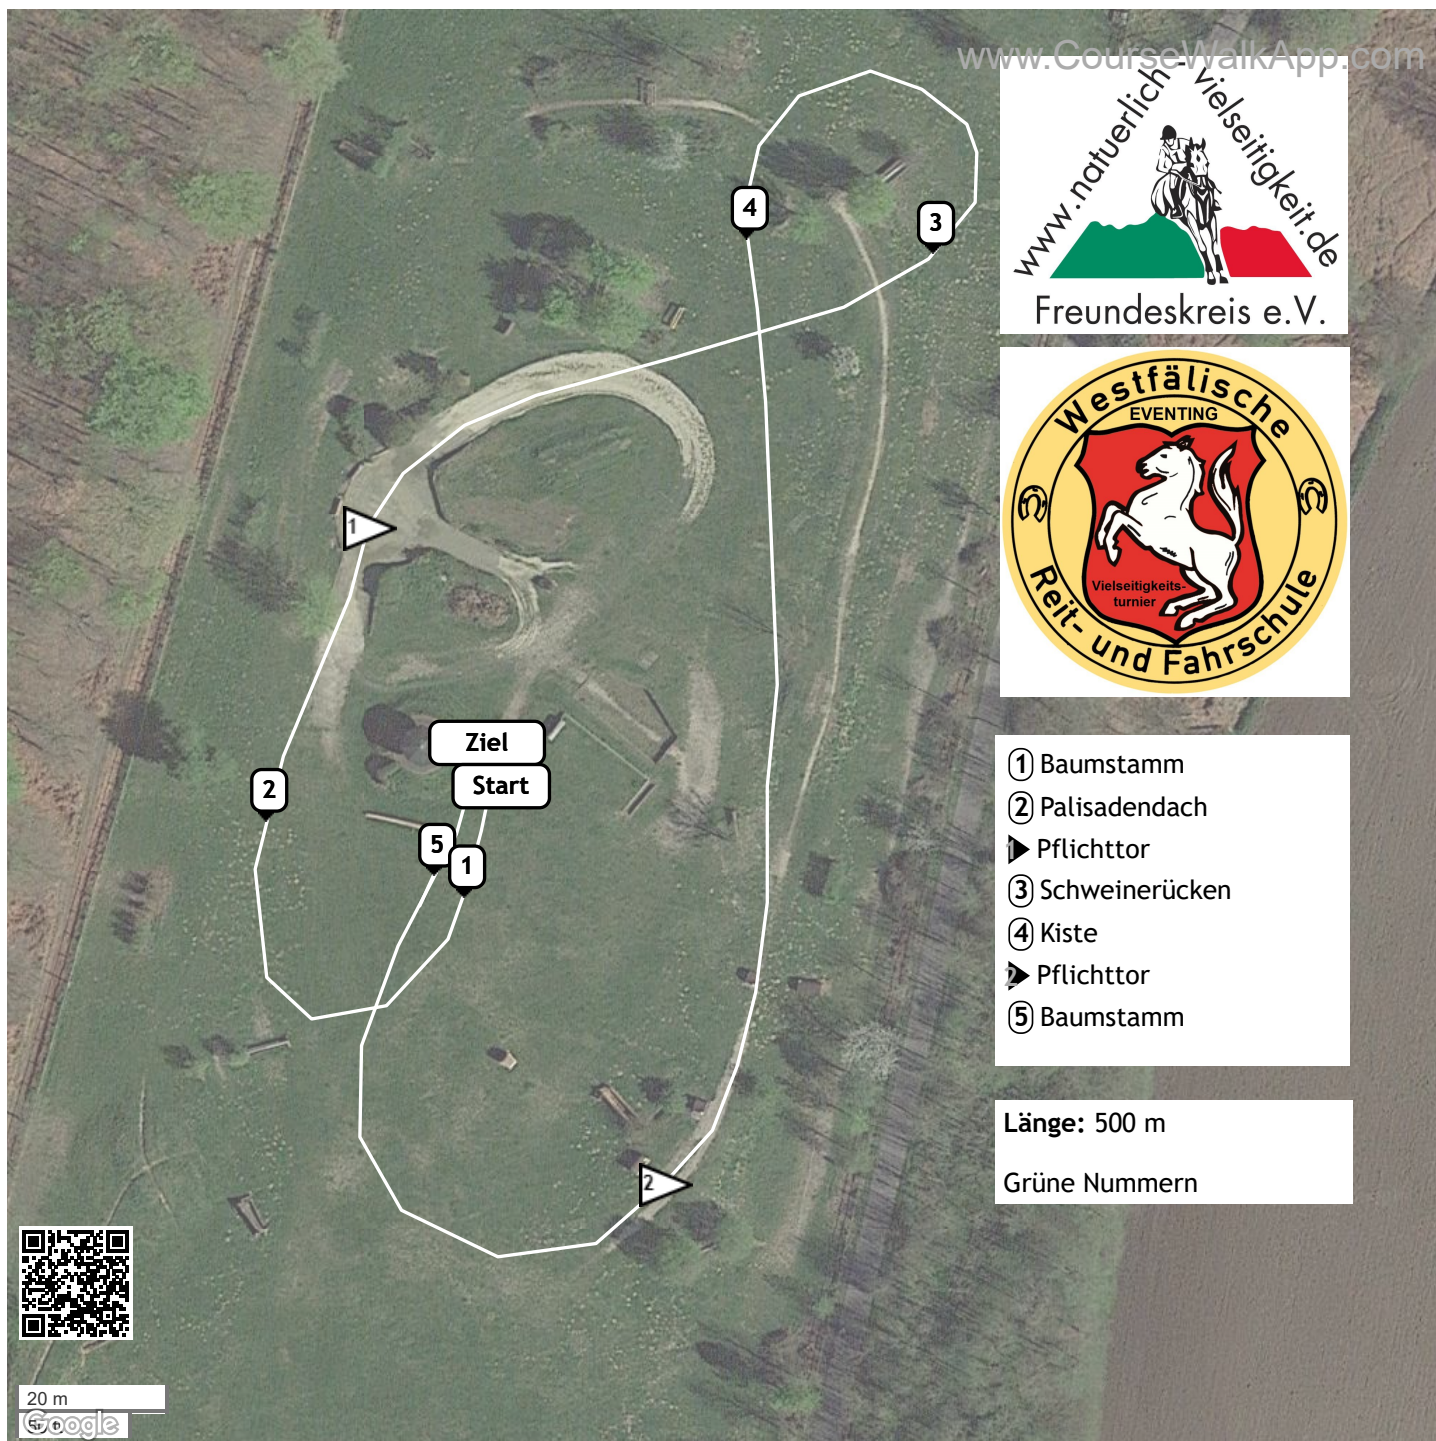 www.CourseWalkApp.com
www.natuerlich-vielseitigkeit.de
Freundeskreis e.V.
4
3
Westfälische
EVENTING
Vielseitigkeits-
turnier
Reit- und Fahrschule
1
2
Ziel
Start
5
1
1 Baumstamm
2 Palisadendach
1 Pflichttor
3 Schweinerücken
4 Kiste
2 Pflichttor
5 Baumstamm
Länge: 500 m
2
Grüne Nummern
20 m
Google